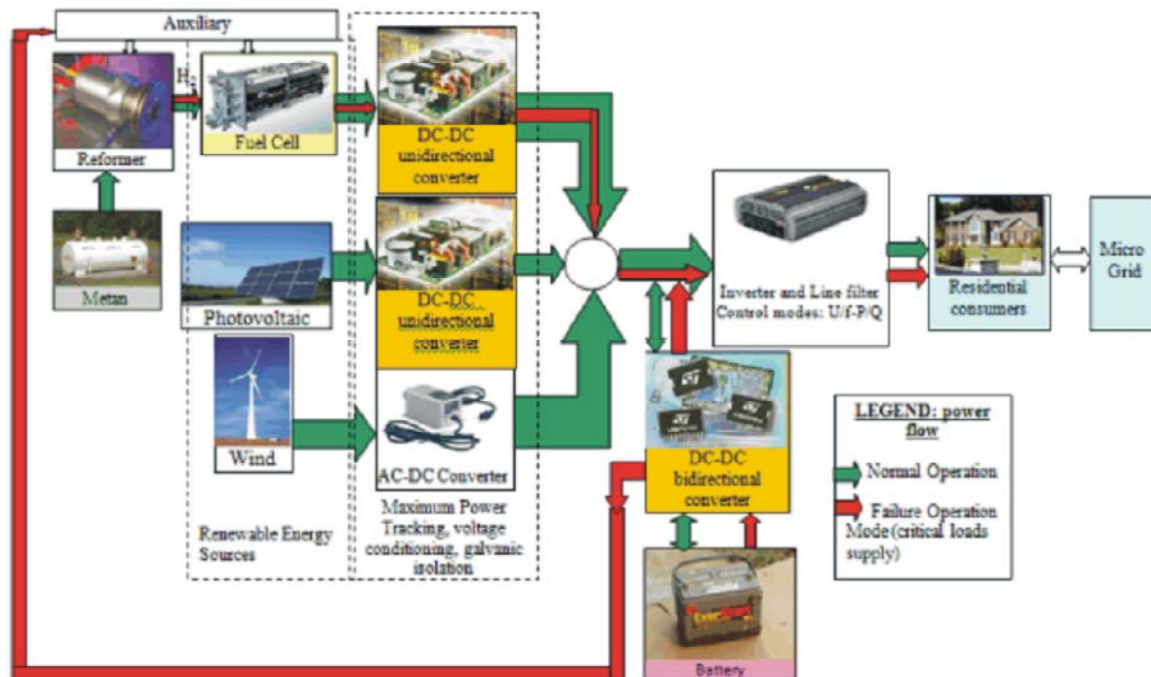 Auxiliary
H2
Reformer
Fuel Cell
DC-DC
unidirectional
converter
Metan
Photovoltaic
DC-DC
unidirectional
converter
Wind
AC-DC Converter
Renewable Energy
Sources
Maximum Power
Tracking, voltage
conditioning, galvanic
isolation
Inverter and Line filter
Control modes: U/f-P/Q
Residential
consumers
Micro
Grid
DC-DC
bidirectional
converter
Battery
LEGEND: power
flow
Normal Operation
Failure Operation
Mode (critical loads
supply)